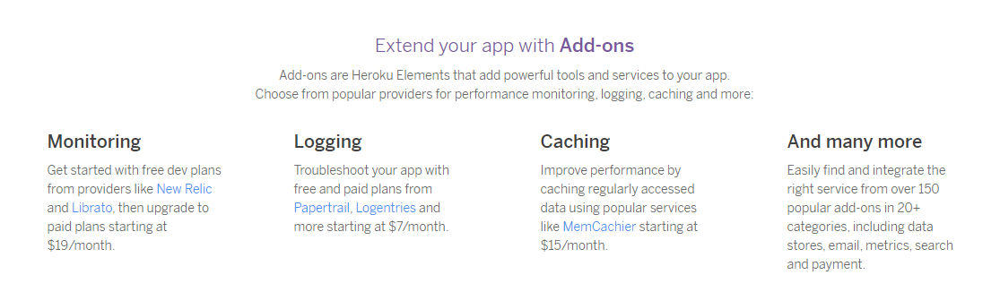 Extend your app with Add-ons
Add-ons are Heroku Elements that add powerful tools and services to your app.
Choose from popular providers for performance monitoring, logging, caching and more:
Monitoring
Get started with free dev plans
from providers like New Relic
and Librato, then upgrade to
paid plans starting at
$19/month.
Logging
Troubleshoot your app with
free and paid plans from
Papertrail, Logentries and
more starting at $7/month.
Caching
Improve performance by
caching regularly accessed
data using popular services
like MemCachier starting at
$15/month.
And many more
Easily find and integrate the
right service from over 150
popular add-ons in 20+
categories, including data
stores, email, metrics, search
and payment.